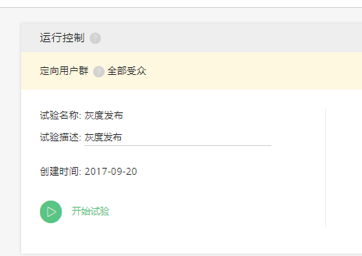 运行控制
定向用户群 全部受众
试验名称: 灰度发布
试验描述: 灰度发布
创建时间: 2017-09-20
开始试验